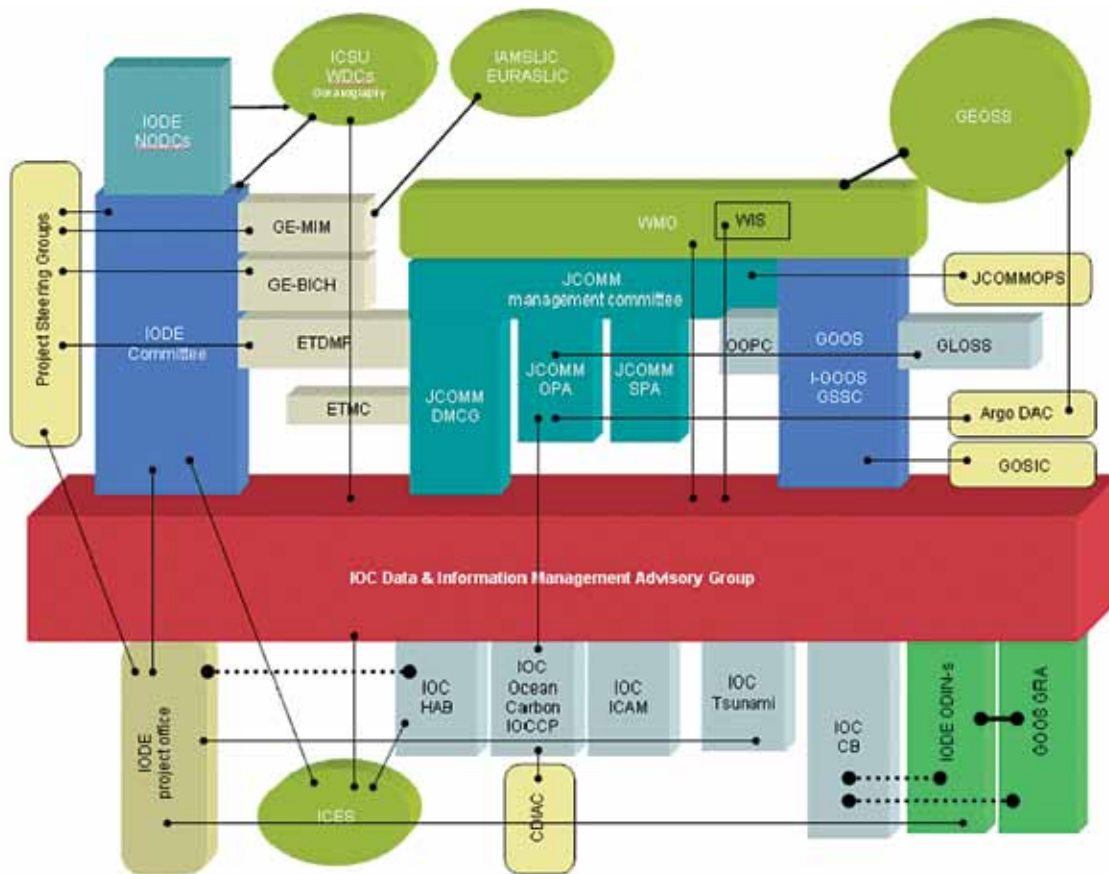 ICSU
WDCs
Oceanography
IAMSLIC
EURASLIC
GEOSS
IODE
NODCs
Project Steering Groups
GE-MIM
GE-BICH
ETDMP
ETMC
IODE
Committee
WMO
WIS
JCOMM
management committee
JCOMMOPS
JCOMM
DMCG
JCOMM
OPA
JCOMM
SPA
OOPC
GOOS
I-GOOS
GSSC
GLOSS
Argo DAC
GOSIC
IOC Data & Information Management Advisory Group
IODE
project office
IOC
HAB
IOC
Ocean
Carbon
IOCCP
IOC
ICAM
IOC
Tsunami
IOC
CB
IODE ODIN-s
GOOS GRA
ICES
CDIAC